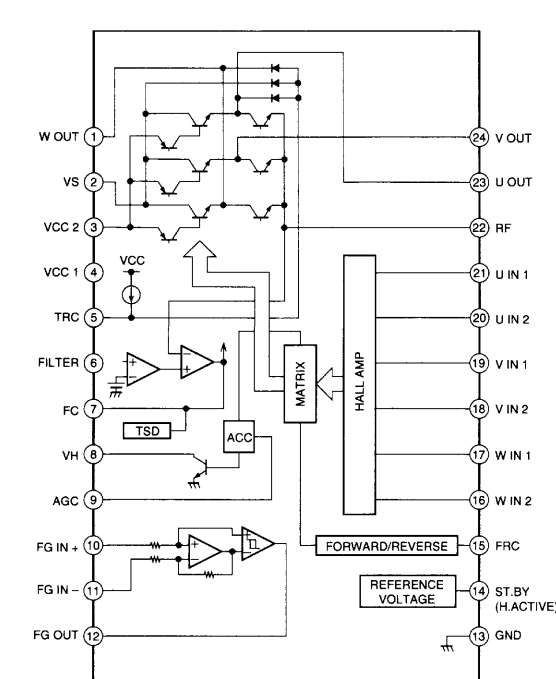 W OUT 1
VS 2
VCC 2 3
VCC 1 4
TRC 5
FILTER 6
FC 7
VH 8
AGC 9
FG IN + 10
FG IN − 11
FG OUT 12
VCC
+
−
−
+
TSD
ACC
+
−
+
−
MATRIX
HALL AMP
FORWARD/REVERSE
REFERENCE
VOLTAGE
24 V OUT
23 U OUT
22 RF
21 U IN 1
20 U IN 2
19 V IN 1
18 V IN 2
17 W IN 1
16 W IN 2
15 FRC
14 ST.BY
(H.ACTIVE)
13 GND